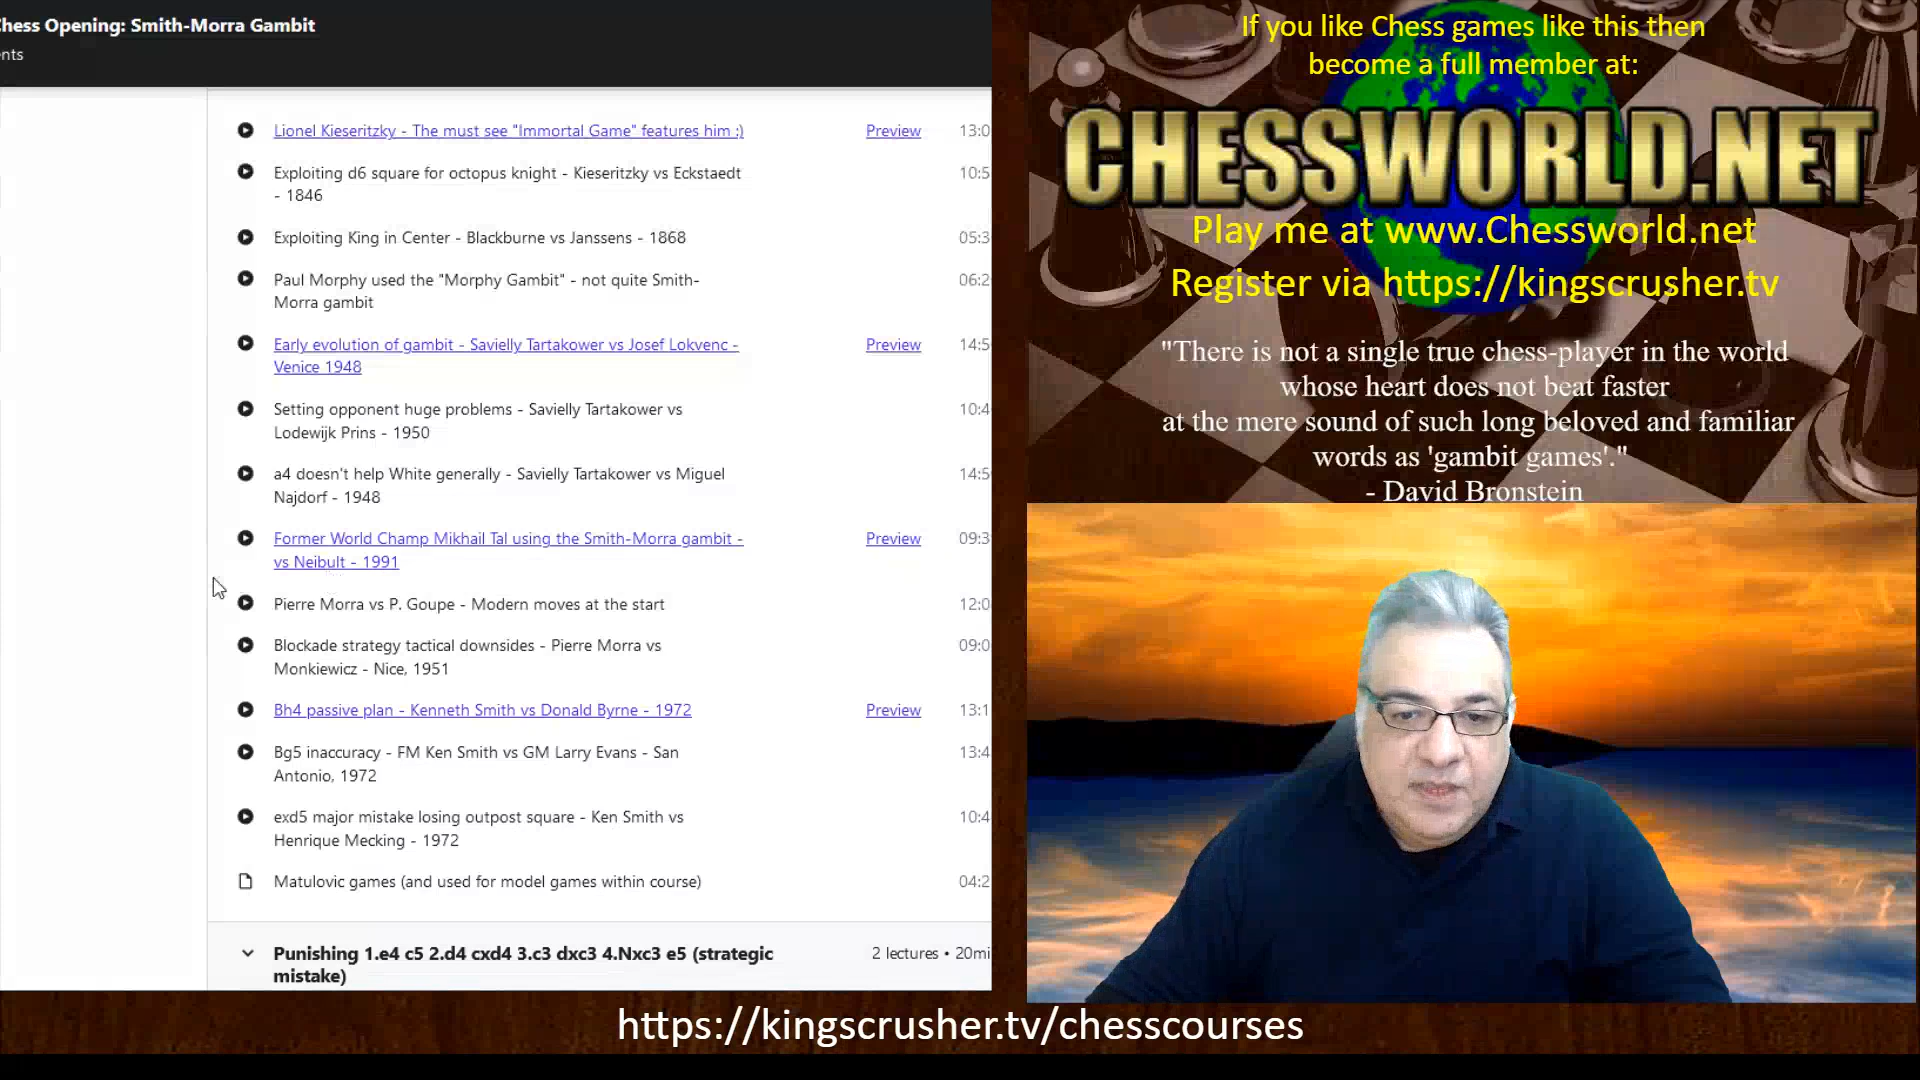 Chess Opening: Smith-Morra Gambit
nts
Lionel Kieseritzky - The must see "Immortal Game" features him :) Preview 13:0
Exploiting d6 square for octopus knight - Kieseritzky vs Eckstaedt 10:5
- 1846
Exploiting King in Center - Blackburne vs Janssens - 1868 05:3
Paul Morphy used the "Morphy Gambit" - not quite Smith- 06:2
Morra gambit
Early evolution of gambit - Savielly Tartakower vs Josef Lokvenc - Preview 14:5
Venice 1948
Setting opponent huge problems - Savielly Tartakower vs 10:4
Lodewijk Prins - 1950
a4 doesn't help White generally - Savielly Tartakower vs Miguel 14:5
Najdorf - 1948
Former World Champ Mikhail Tal using the Smith-Morra gambit - Preview 09:3
vs Neibult - 1991
Pierre Morra vs P. Goupe - Modern moves at the start 12:0
Blockade strategy tactical downsides - Pierre Morra vs 09:0
Monkiewicz - Nice, 1951
Bh4 passive plan - Kenneth Smith vs Donald Byrne - 1972 Preview 13:1
Bg5 inaccuracy - FM Ken Smith vs GM Larry Evans - San 13:4
Antonio, 1972
exd5 major mistake losing outpost square - Ken Smith vs 10:4
Henrique Mecking - 1972
Matulovic games (and used for model games within course) 04:2
Punishing 1.e4 c5 2.d4 cxd4 3.c3 dxc3 4.Nxc3 e5 (strategic 2 lectures • 20mi
mistake)
If you like Chess games like this then
become a full member at:
CHESSWORLD.NET
Play me at www.Chessworld.net
Register via https://kingscrusher.tv
"There is not a single true chess-player in the world
whose heart does not beat faster
at the mere sound of such long beloved and familiar
words as 'gambit games'."
- David Bronstein
https://kingscrusher.tv/chesscourses